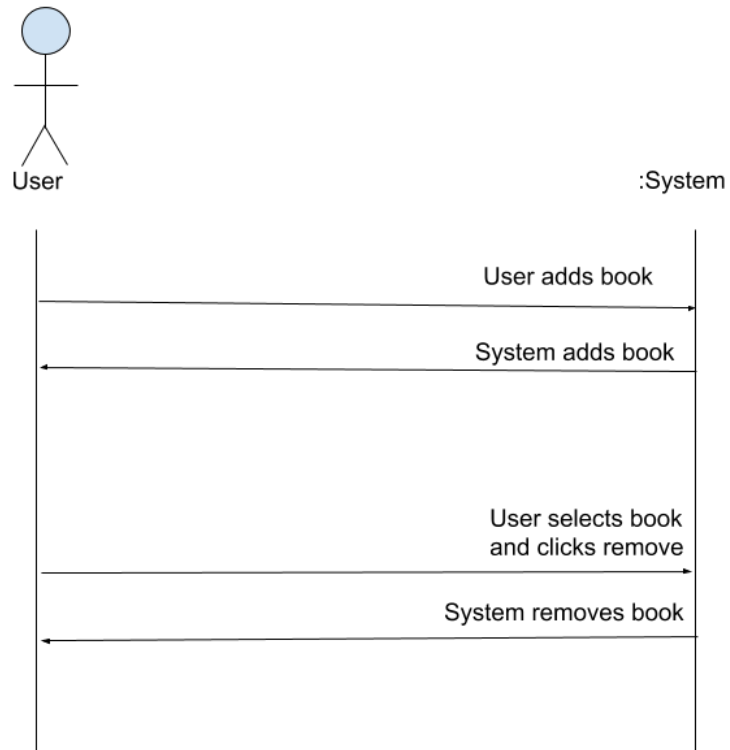 User
:System
User adds book
System adds book
User selects book
and clicks remove
System removes book